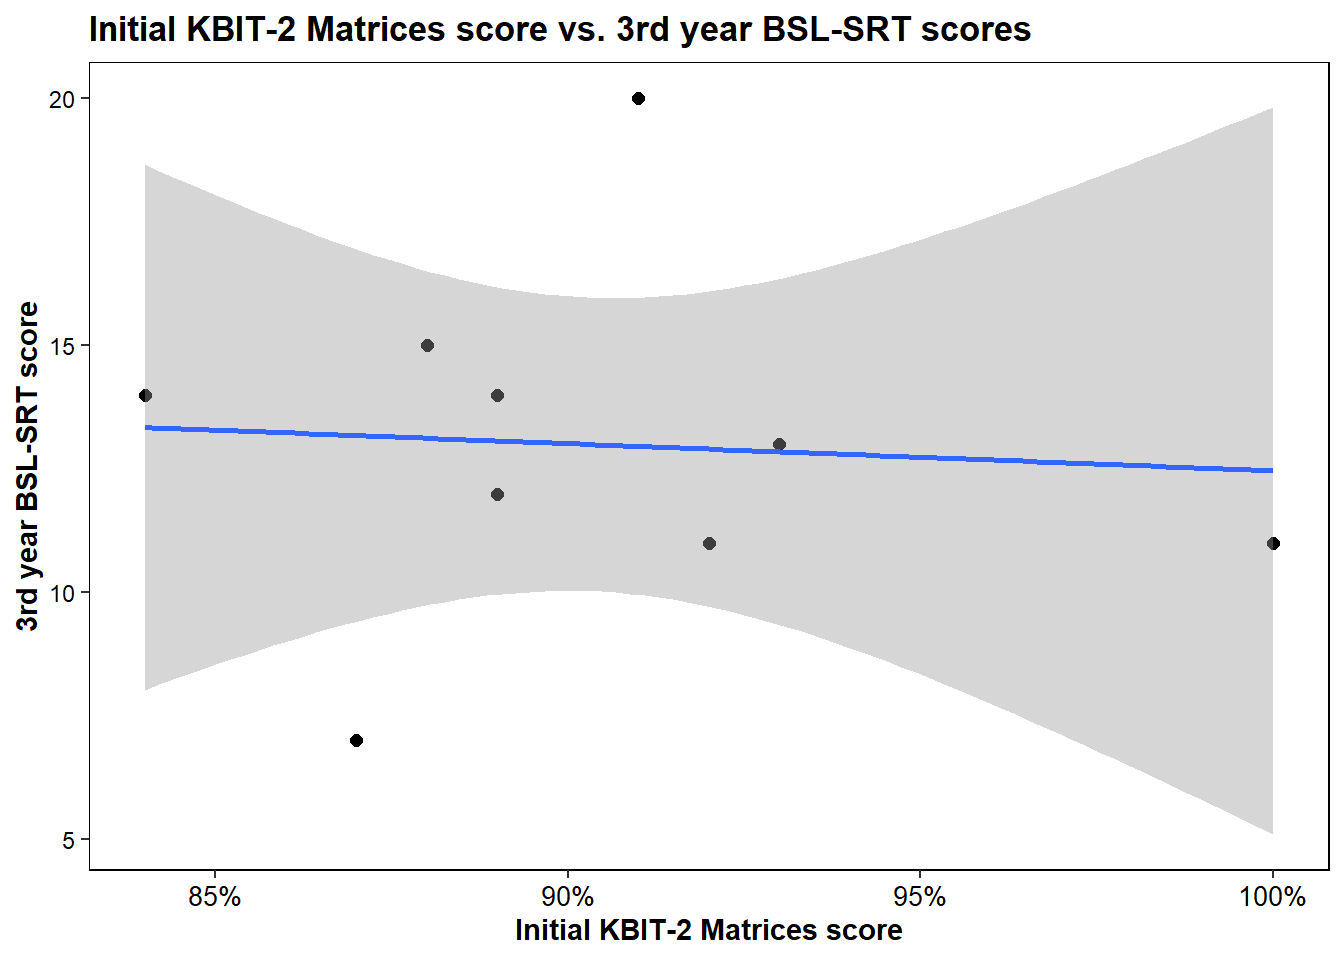 Initial KBIT-2 Matrices score vs. 3rd year BSL-SRT scores
20
15
10
5
3rd year BSL-SRT score
85%
90%
95%
100%
Initial KBIT-2 Matrices score